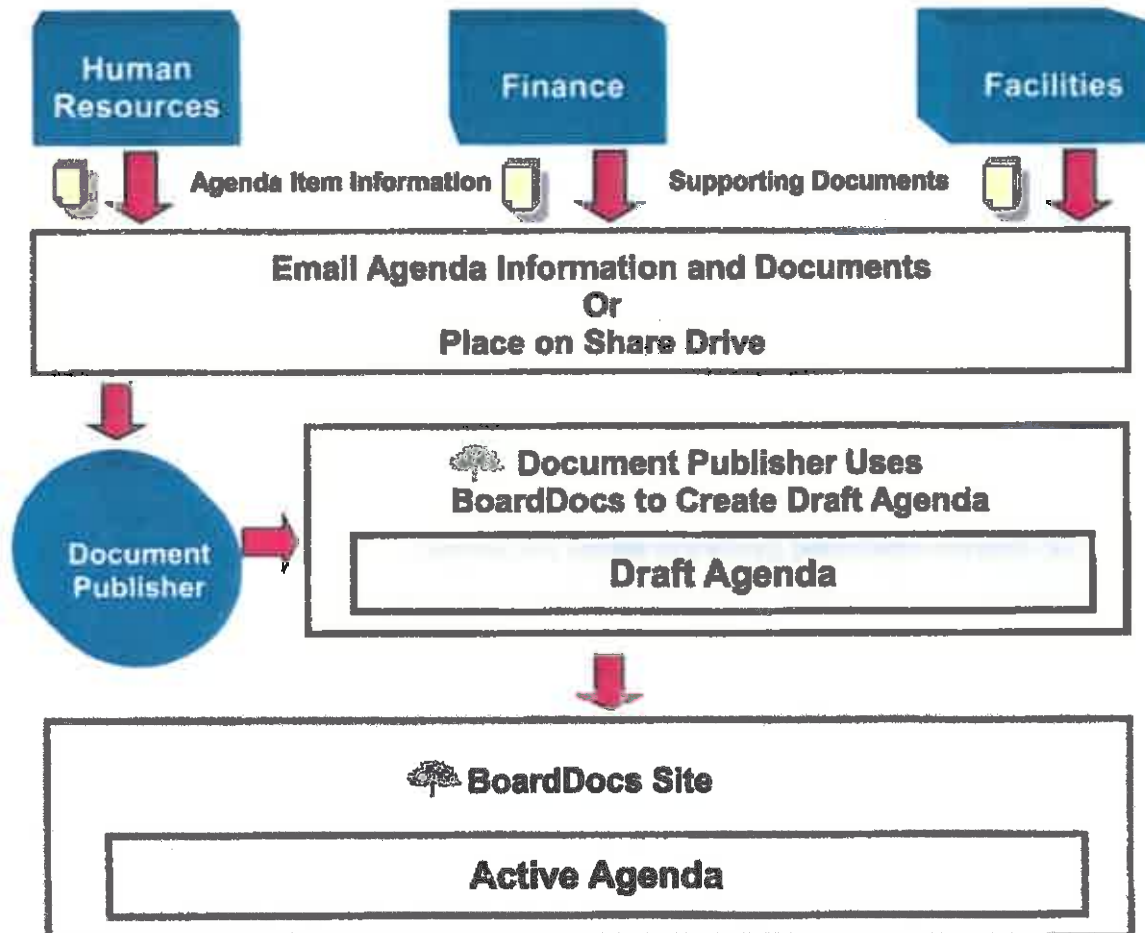 Human
Resources
Finance
Facilities
Agenda Item Information
Supporting Documents
Email Agenda Information and Documents
Or
Place on Share Drive
Document
Publisher
Document Publisher Uses
BoardDocs to Create Draft Agenda
Draft Agenda
BoardDocs Site
Active Agenda